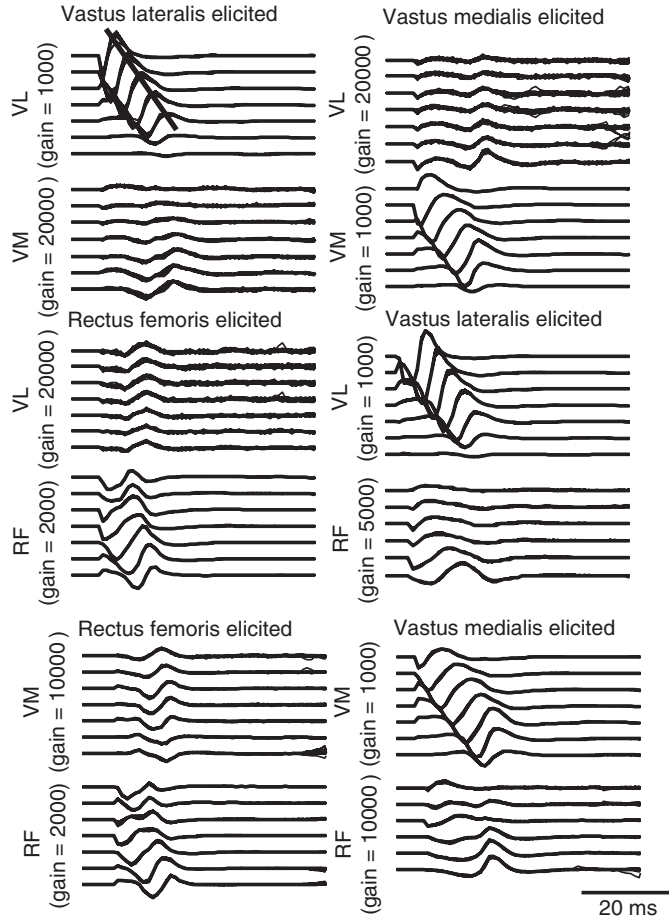 Vastus lateralis elicited
Vastus medialis elicited
VL
(gain = 1000)
VL
(gain = 20000)
VM
(gain = 20000)
VM
(gain = 1000)
Rectus femoris elicited
Vastus lateralis elicited
VL
(gain = 20000)
VL
(gain = 1000)
RF
(gain = 2000)
RF
(gain = 5000)
Rectus femoris elicited
Vastus medialis elicited
VM
(gain = 10000)
VM
(gain = 1000)
RF
(gain = 2000)
RF
(gain = 10000)
20 ms